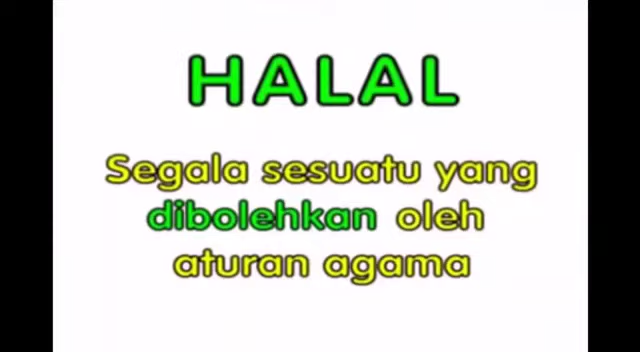 HALAL
Segala sesuatu yang
dibolehkan oleh
aturan agama